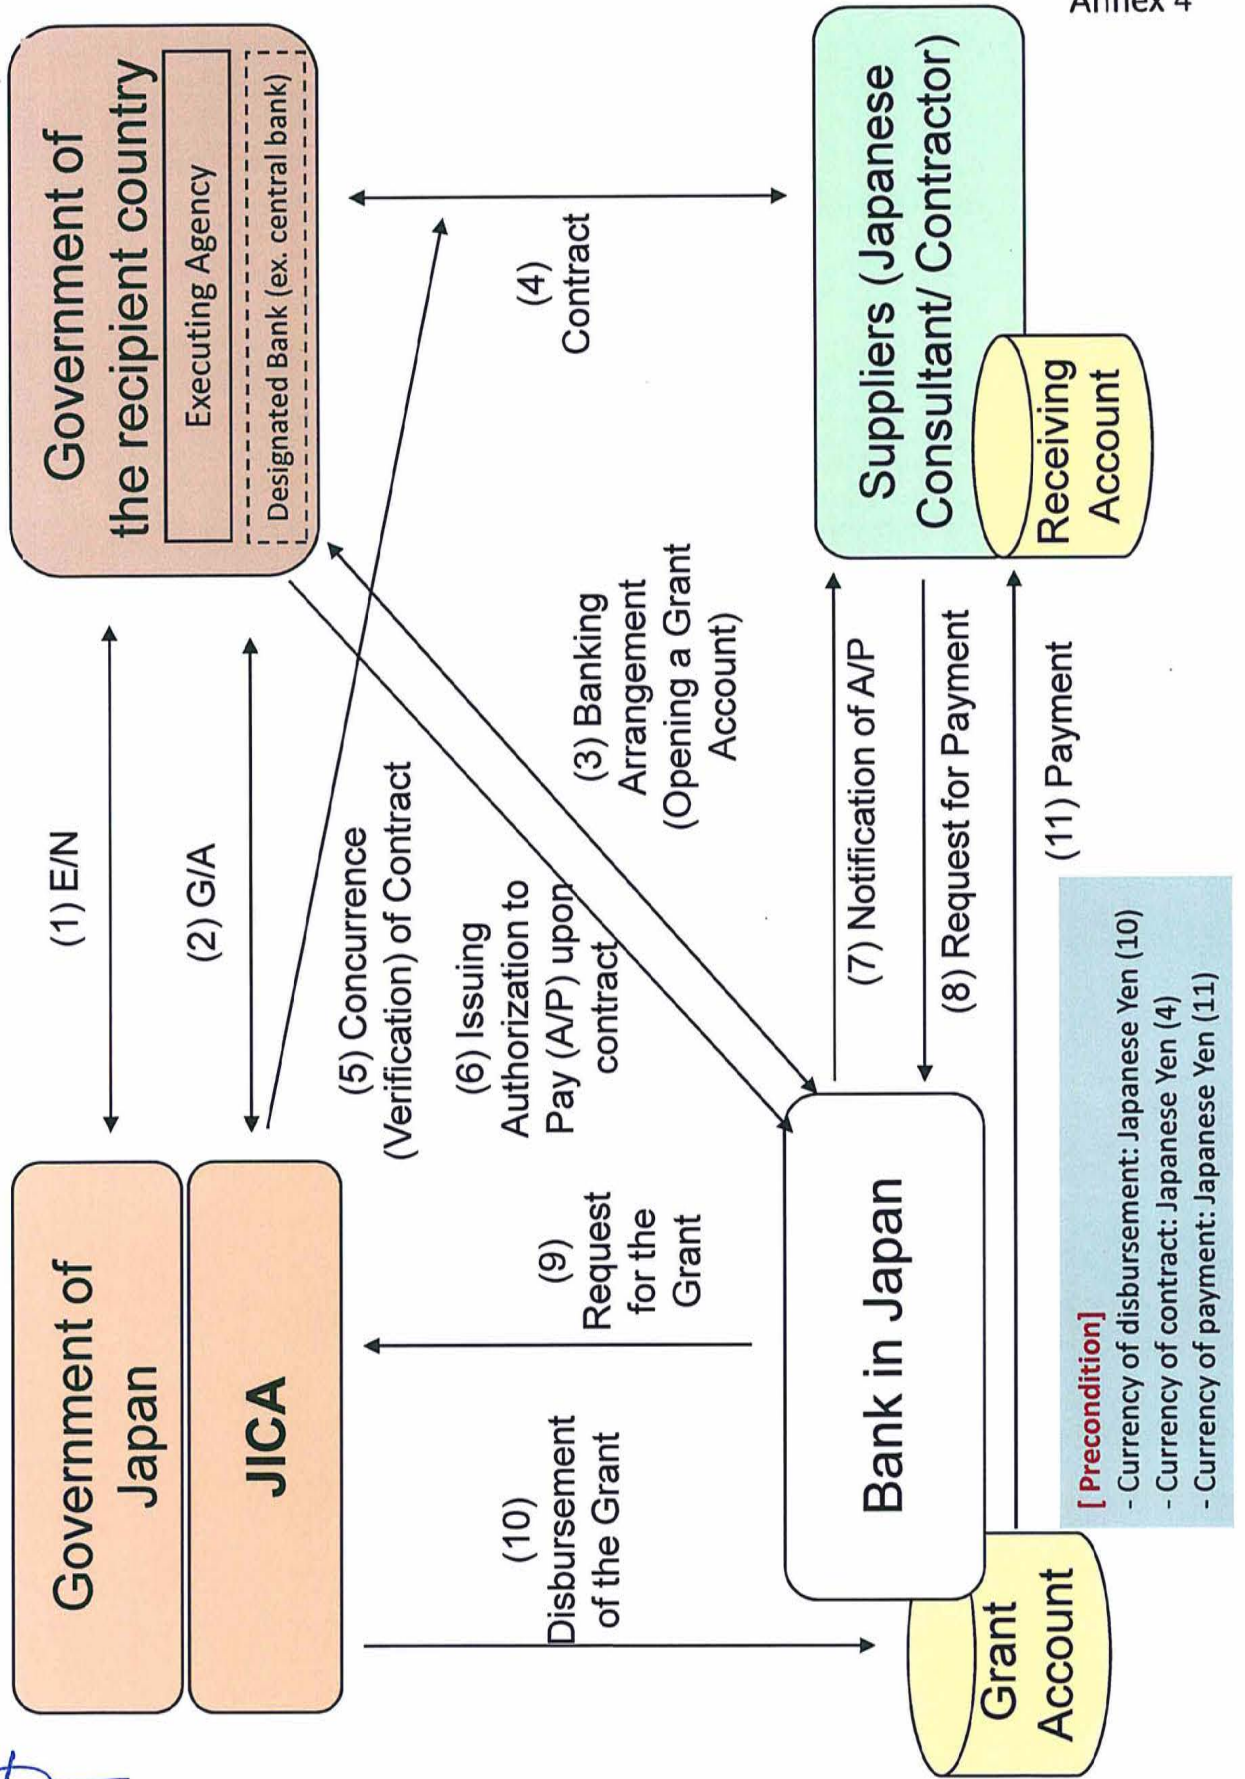 Annex 4
Government of
Japan
JICA
(1) E/N
(2) G/A
Government of
the recipient country
Executing Agency
Designated Bank (ex. central bank)
(5) Concurrence
(Verification) of Contract
(6) Issuing
Authorization to
Pay (A/P) upon
contract
(3) Banking
Arrangement
(Opening a Grant
Account)
(4)
Contract
(10)
Disbursement
of the Grant
(9)
Request
for the
Grant
Bank in Japan
Grant
Account
(7) Notification of A/P
(8) Request for Payment
(11) Payment
Suppliers (Japanese
Consultant/ Contractor)
Receiving
Account
[ Precondition]
- Currency of disbursement: Japanese Yen (10)
- Currency of contract: Japanese Yen (4)
- Currency of payment: Japanese Yen (11)